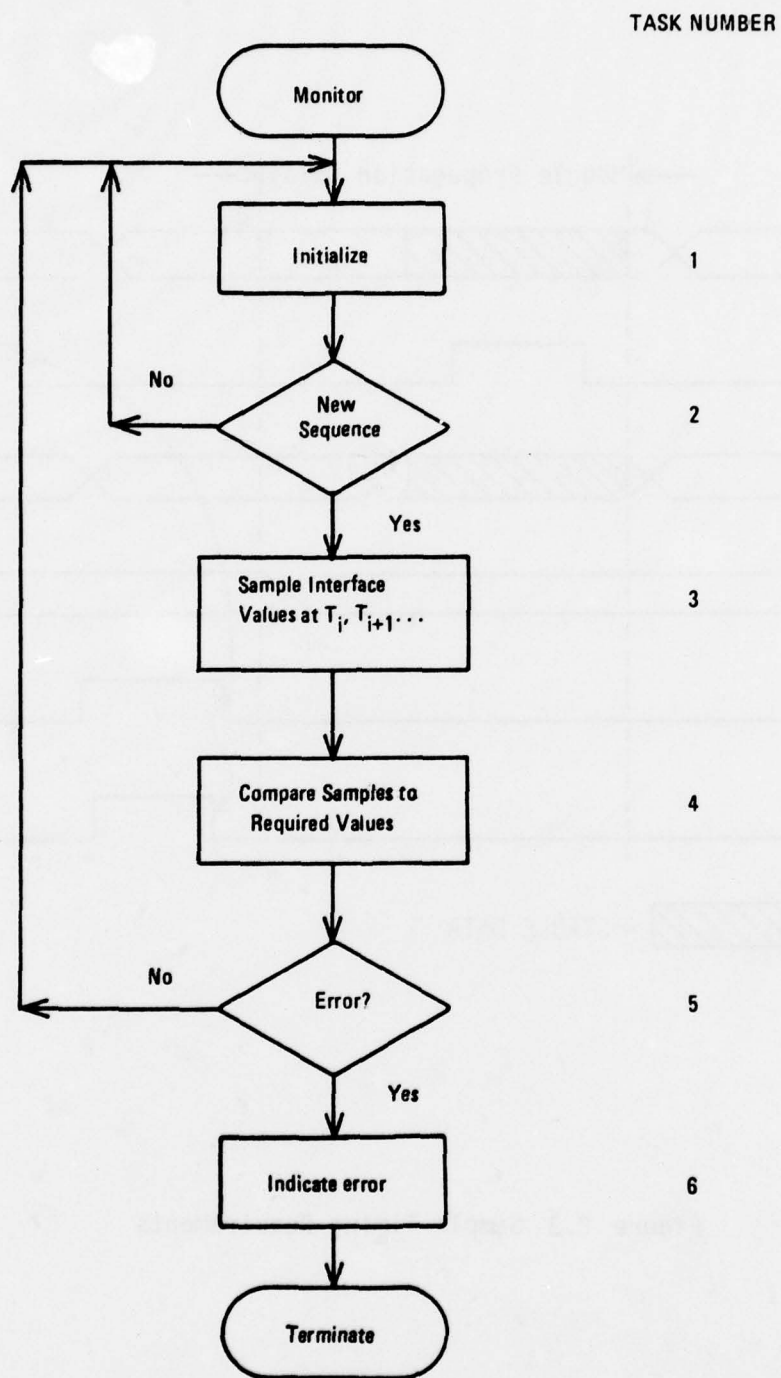 TASK NUMBER
Monitor
Initialize
1
No
New
Sequence
2
Yes
Sample Interface
Values at T_i, T_{i+1} ...
3
Compare Samples to
Required Values
4
No
Error?
5
Yes
Indicate error
6
Terminate